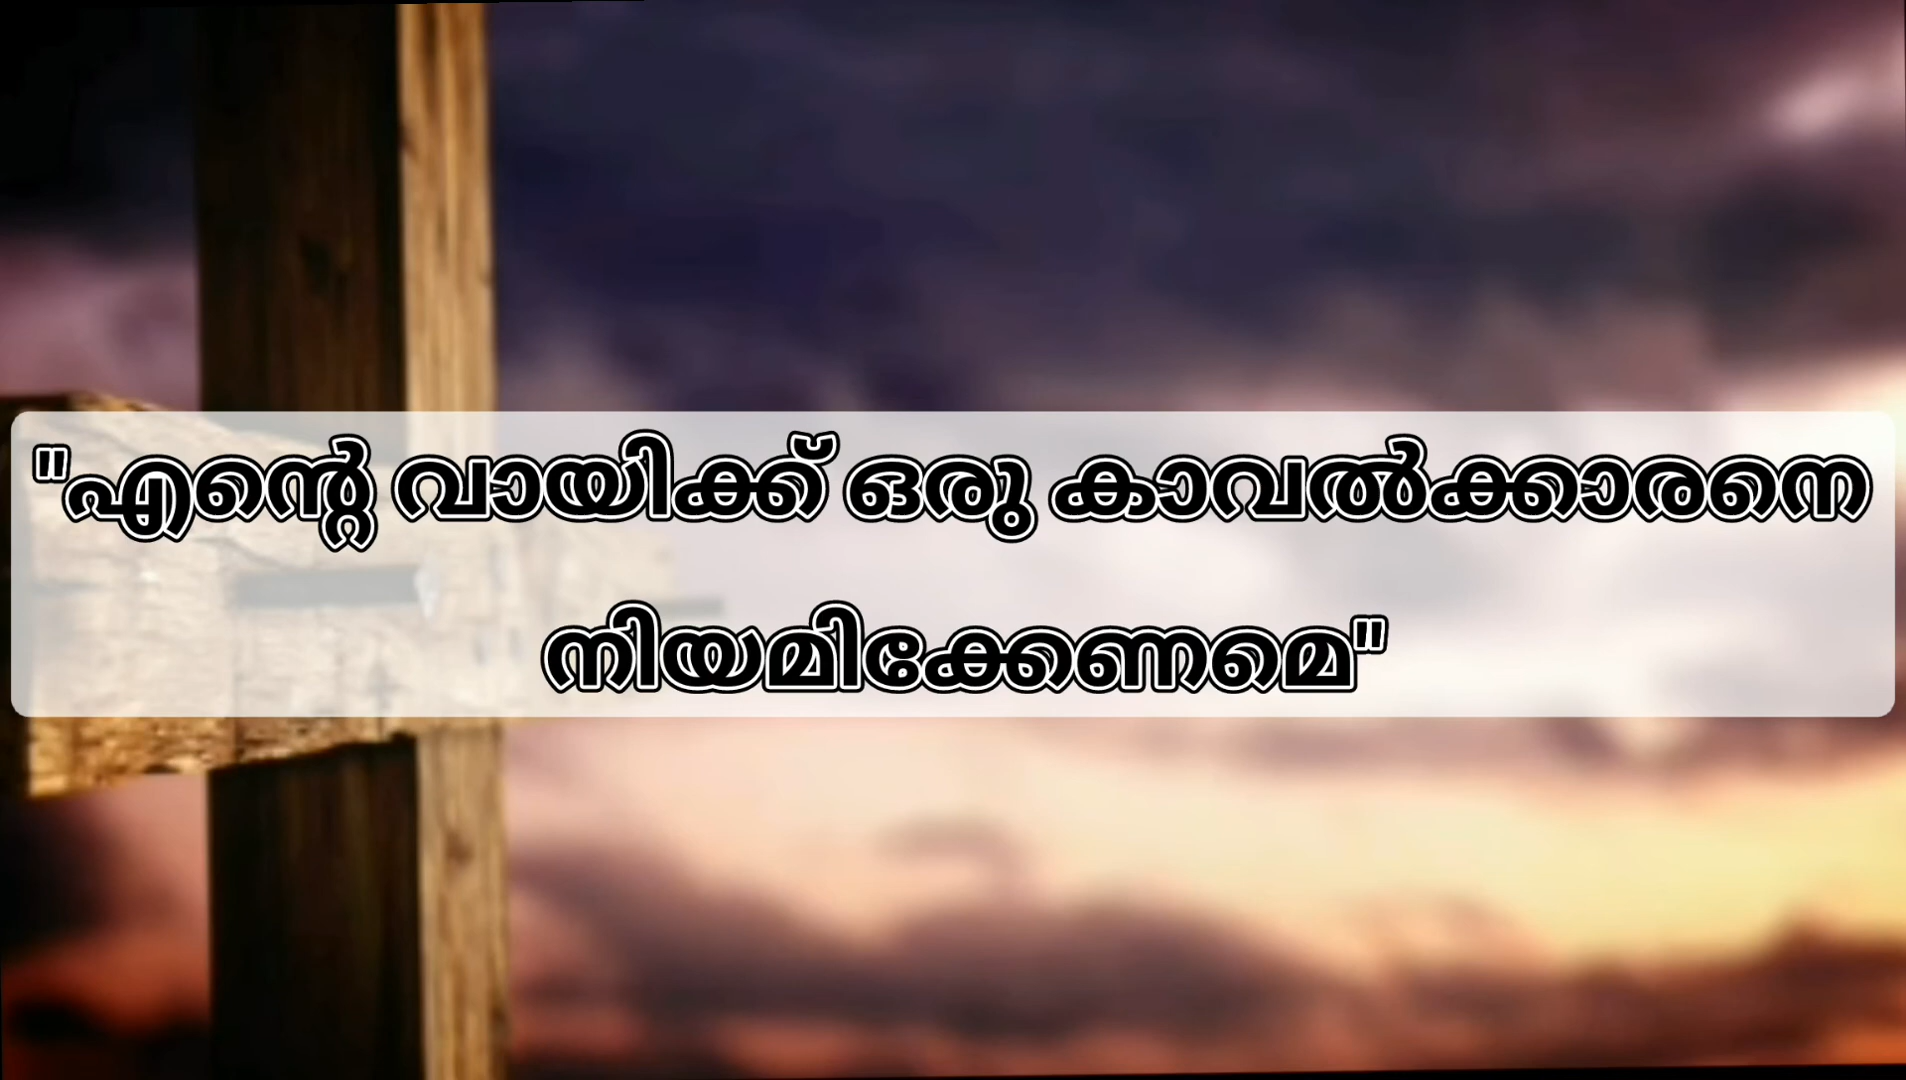 "എന്റെ വായിക്ക് ഒരു കാവൽക്കാരനെ
നിയമിക്കേണമെ"